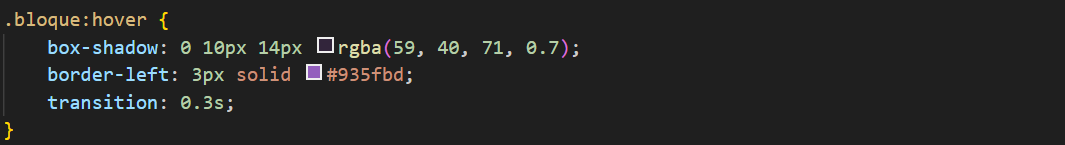 .bloque:hover {
    box-shadow: 0 10px 14px rgba(59, 40, 71, 0.7);
    border-left: 3px solid #935fbd;
    transition: 0.3s;
}